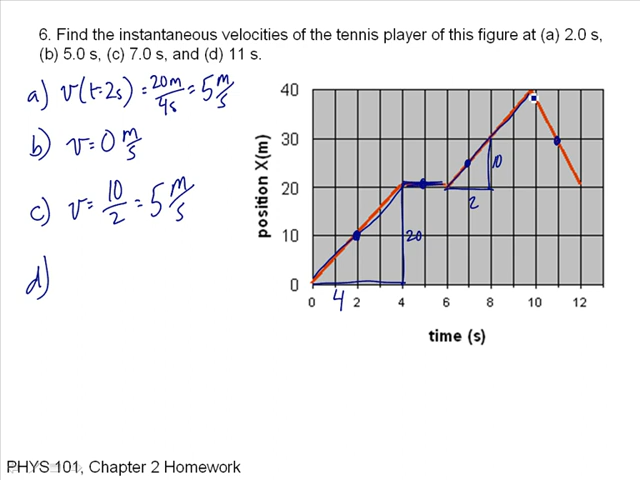 6. Find the instantaneous velocities of the tennis player of this figure at (a) 2.0 s,
(b) 5.0 s, (c) 7.0 s, and (d) 11 s.
a) v(t=2s) = 20m/4s = 5 m/s
b) v = 0 m/s
c) v = 10/2 = 5 m/s
d)
position X(m)
40
30
20
10
0
10
2
20
4
0 2 4 6 8 10 12
time (s)
PHYS 101, Chapter 2 Homework